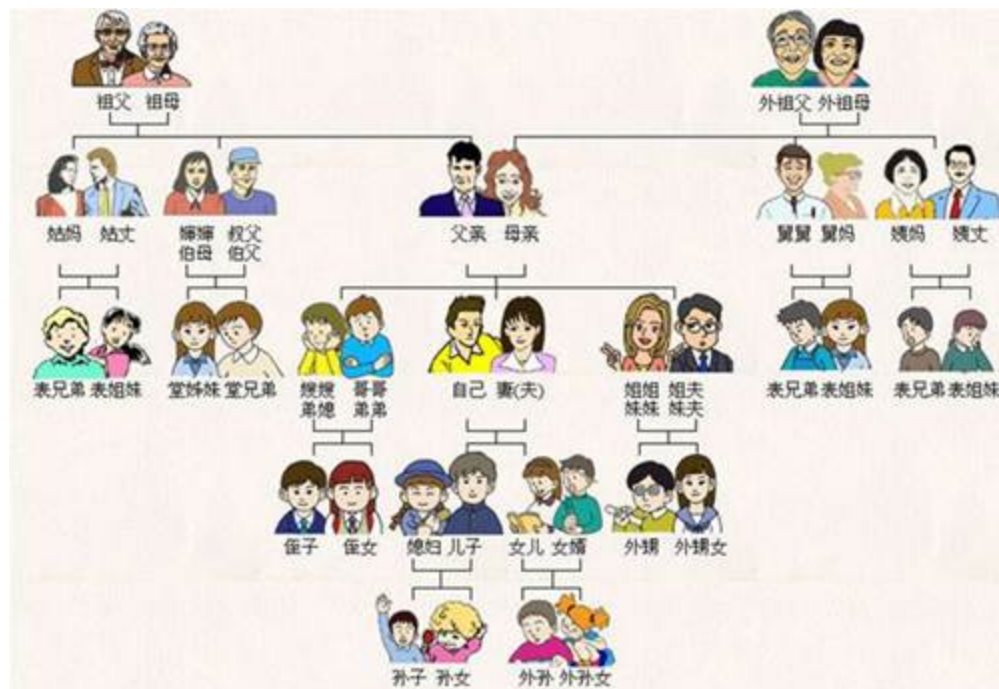 祖父 祖母
外祖父 外祖母
姑妈 姑丈
婶婶 叔父
伯母 伯父
父亲 母亲
舅舅 舅妈
姨妈 姨丈
表兄弟 表姐妹
堂姊妹 堂兄弟
嫂嫂 哥哥
弟媳 弟弟
自己 妻(夫)
姐姐 姐夫
妹妹 妹夫
表兄弟 表姐妹
表兄弟 表姐妹
侄子 侄女
媳妇 儿子
女儿 女婿
外甥 外甥女
孙子 孙女
外孙 外孙女